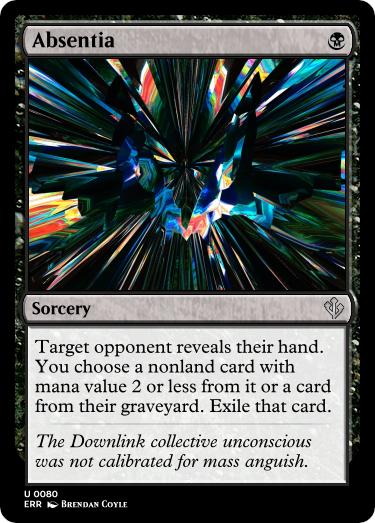 Absentia
Sorcery
Target opponent reveals their hand.
You choose a nonland card with
mana value 2 or less from it or a card
from their graveyard. Exile that card.
The Downlink collective unconscious
was not calibrated for mass anguish.
U 0080
ERR Brendan Coyle